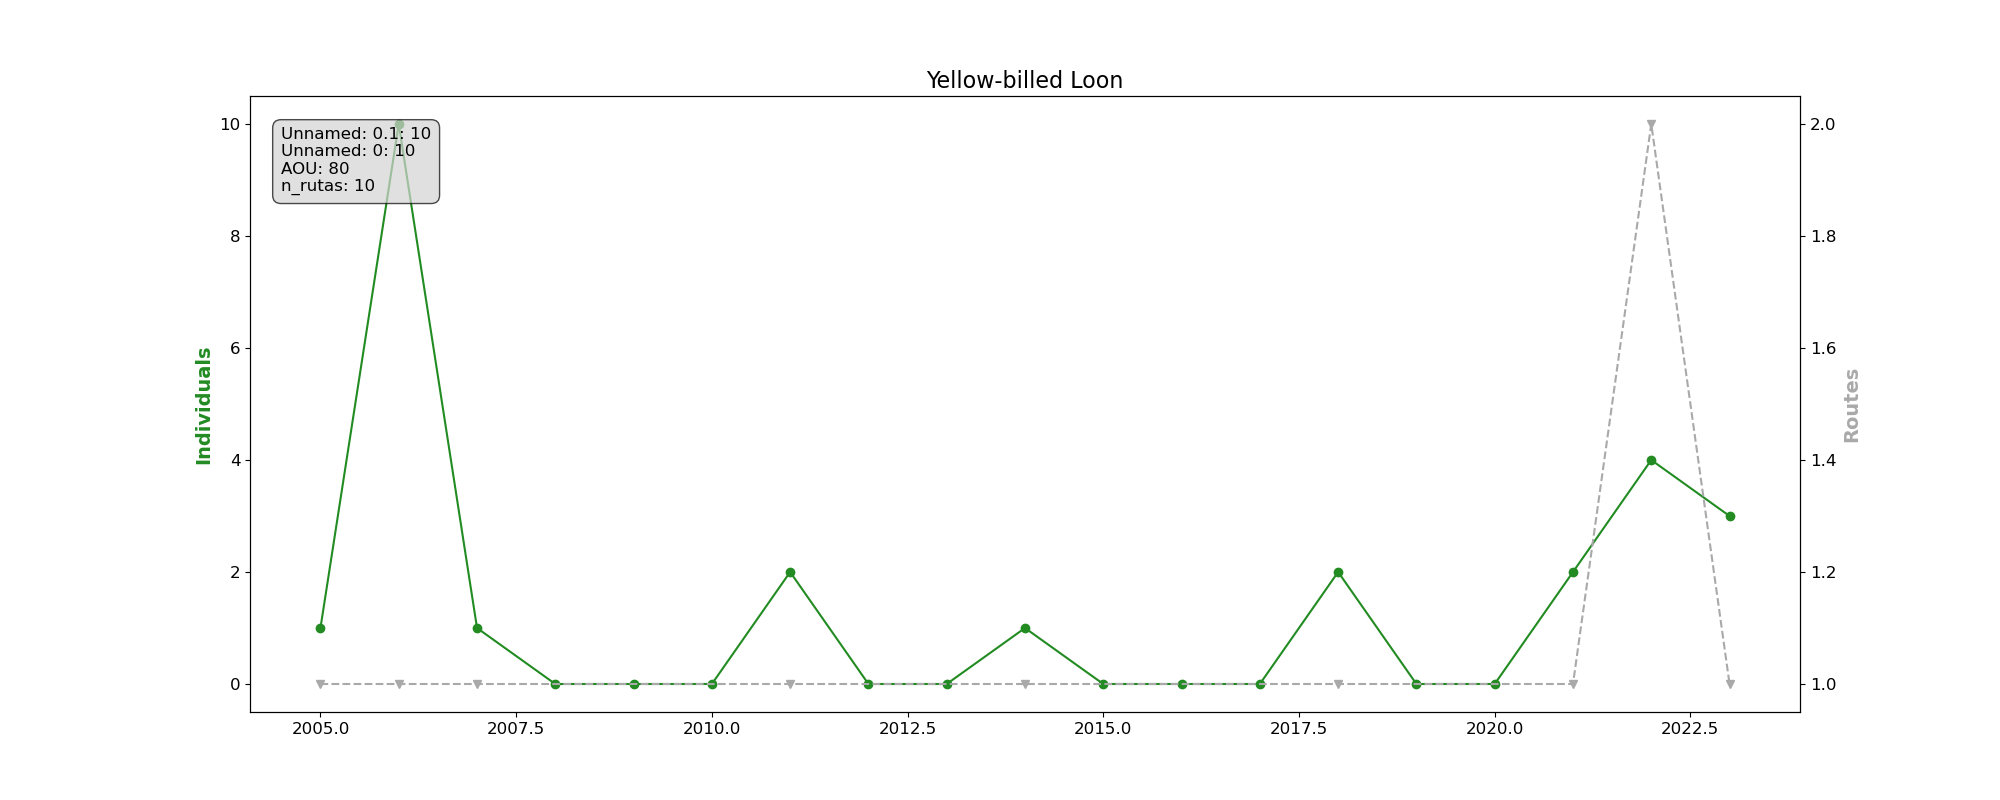 Yellow-billed Loon
Unnamed: 0.1: 10
Unnamed: 0: 10
AOU: 80
n_rutas: 10
10
8
6
4
2
0
Individuals
2.0
1.8
1.6
1.4
1.2
1.0
Routes
2005.0 2007.5 2010.0 2012.5 2015.0 2017.5 2020.0 2022.5